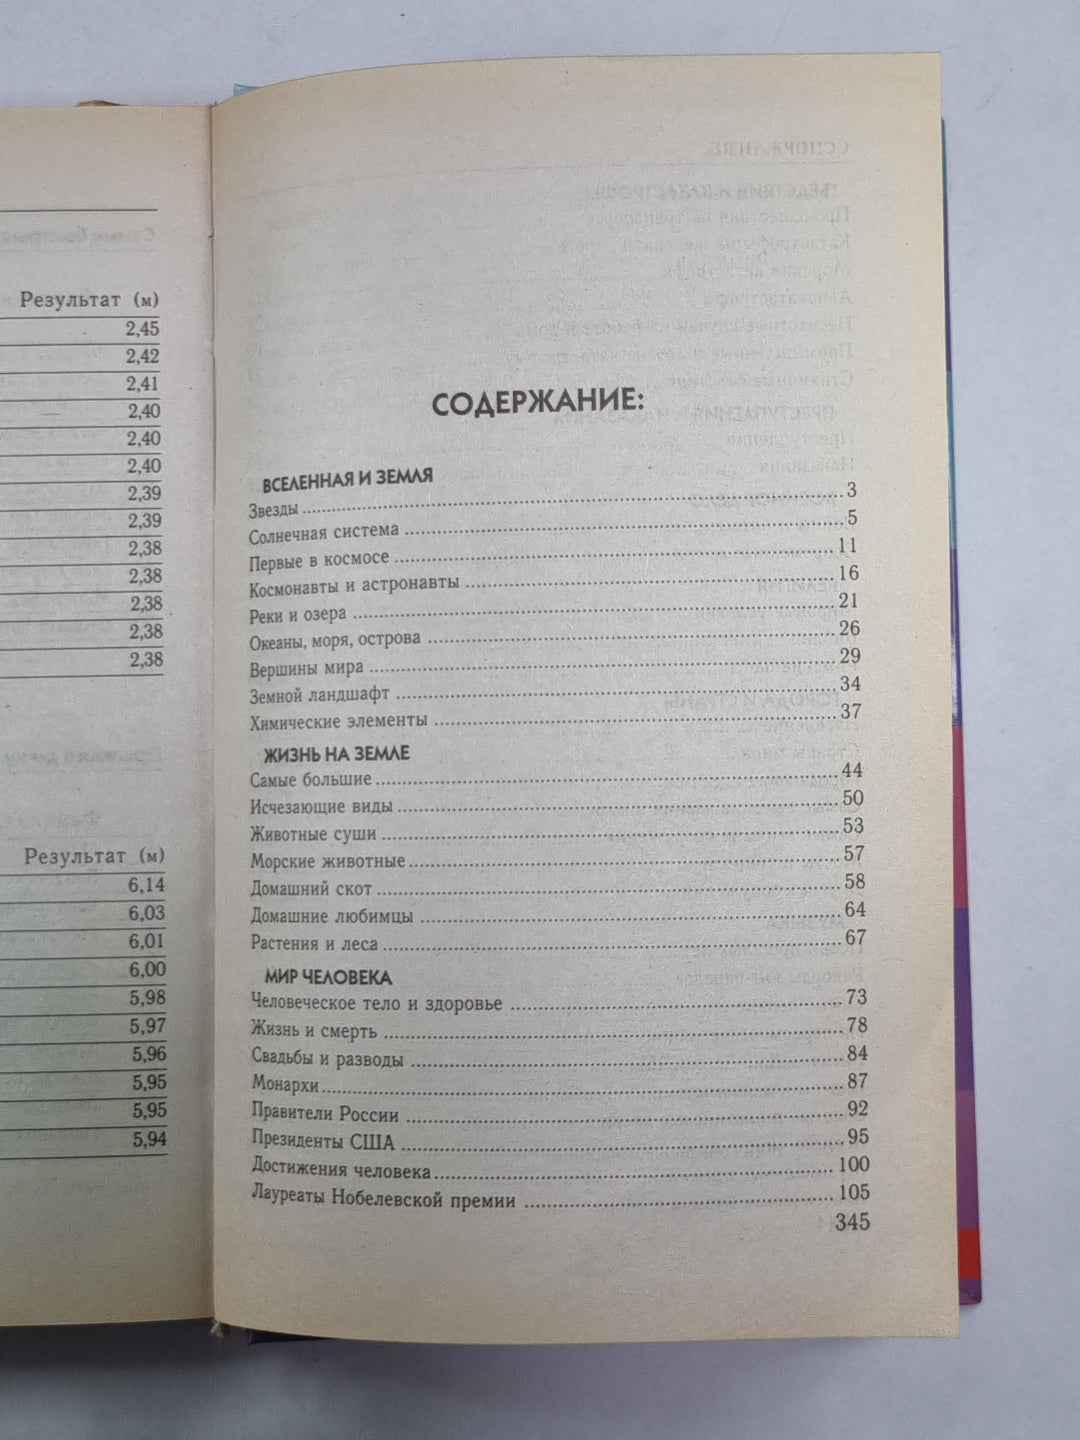 Результат (м)
2,45
2,42
2,41
2,40
2,40
2,40
2,39
2,39
2,38
2,38
2,38
2,38
2,38
Результат (м)
6,14
6,03
6,01
6,00
5,98
5,97
5,96
5,95
5,95
5,94
СОДЕРЖАНИЕ:
ВСЕЛЕННАЯ И ЗЕМЛЯ
Звезды 3
Солнечная система 5
Первые в космосе 11
Космонавты и астронавты 16
Реки и озера 21
Океаны, моря, острова 26
Вершины мира 29
Земной ландшафт 34
Химические элементы 37
ЖИЗНЬ НА ЗЕМЛЕ
Самые большие 44
Исчезающие виды 50
Животные суши 53
Морские животные 57
Домашний скот 58
Домашние любимцы 64
Растения и леса 67
МИР ЧЕЛОВЕКА
Человеческое тело и здоровье 73
Жизнь и смерть 78
Свадьбы и разводы 84
Монархи 87
Правители России 92
Президенты США 95
Достижения человека 100
Лауреаты Нобелевской премии 105
345